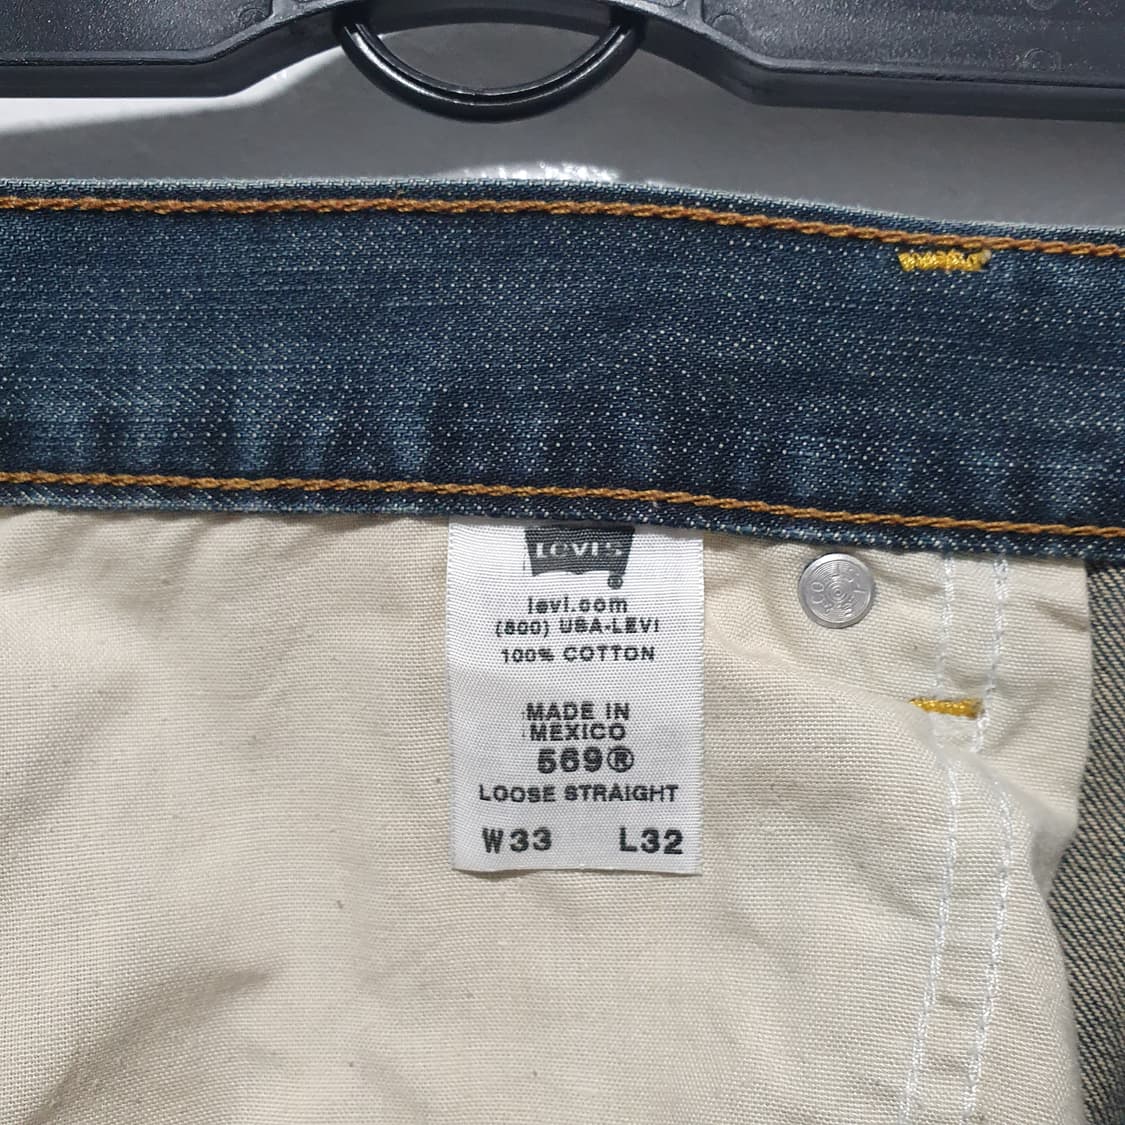 LEVI'S
®
levi.com
(800) USA-LEVI
100% COTTON
MADE IN
MEXICO
569®
LOOSE STRAIGHT
W33 L32